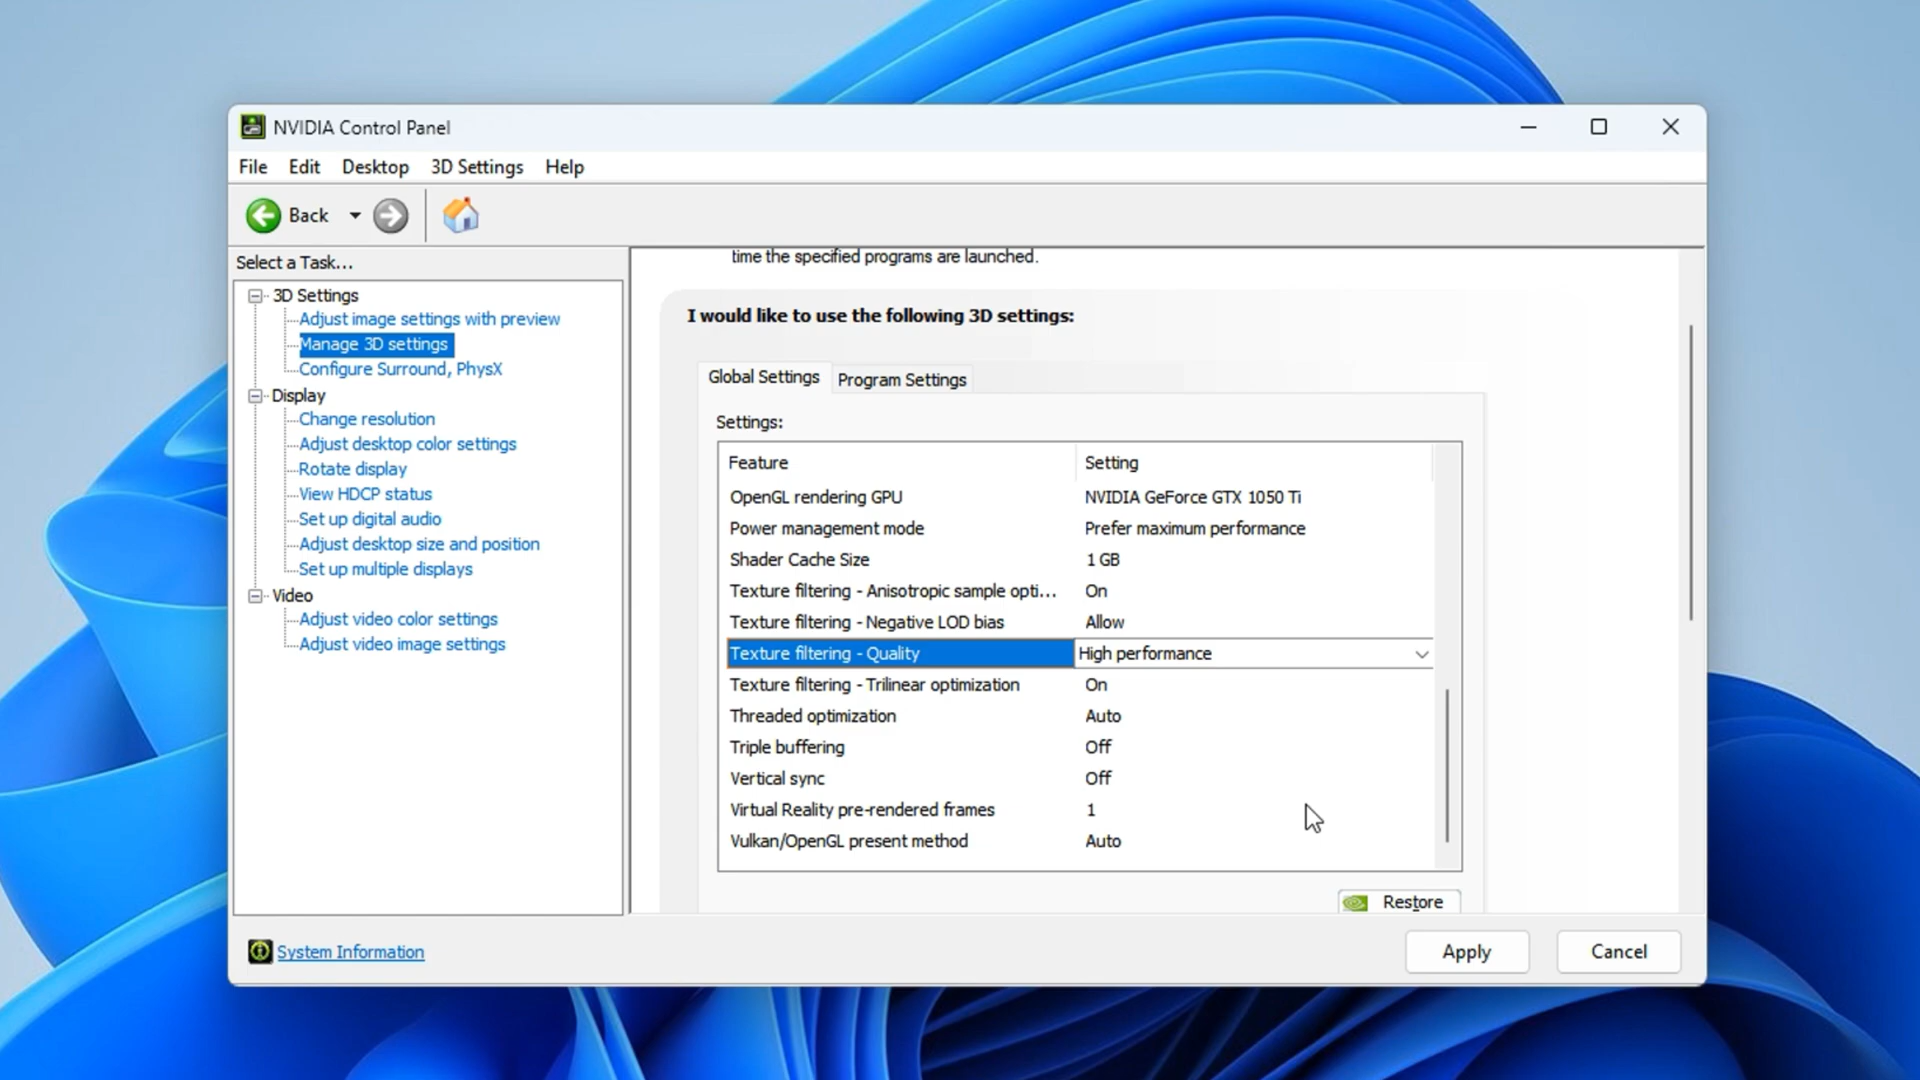 NVIDIA Control Panel
File Edit Desktop 3D Settings Help
Back
Select a Task...
3D Settings
Adjust image settings with preview
Manage 3D settings
Configure Surround, PhysX
Display
Change resolution
Adjust desktop color settings
Rotate display
View HDCP status
Set up digital audio
Adjust desktop size and position
Set up multiple displays
Video
Adjust video color settings
Adjust video image settings
time the specified programs are launched.
I would like to use the following 3D settings:
Global Settings Program Settings
Settings:
Feature Setting
OpenGL rendering GPU NVIDIA GeForce GTX 1050 Ti
Power management mode Prefer maximum performance
Shader Cache Size 1 GB
Texture filtering - Anisotropic sample opti... On
Texture filtering - Negative LOD bias Allow
Texture filtering - Quality High performance
Texture filtering - Trilinear optimization On
Threaded optimization Auto
Triple buffering Off
Vertical sync Off
Virtual Reality pre-rendered frames 1
Vulkan/OpenGL present method Auto
Restore
System Information
Apply Cancel